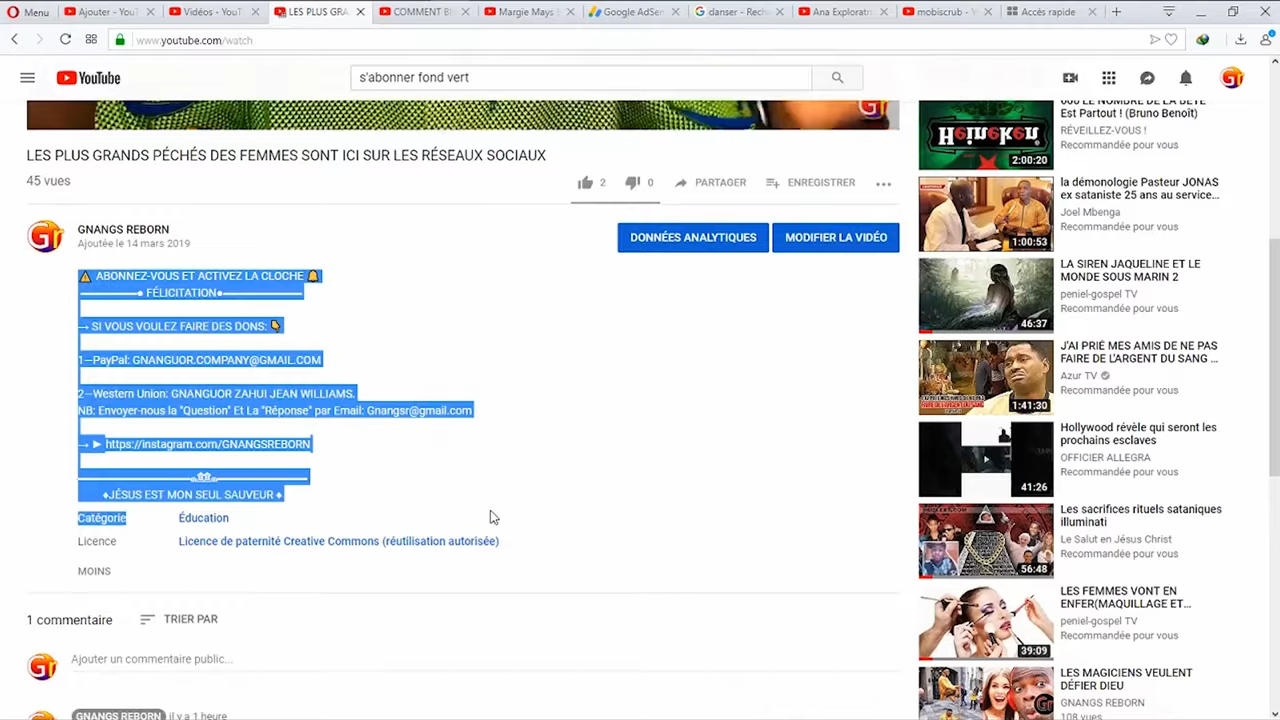 Menu
Ajouter - You
Vidéos - YouT
LES PLUS GRA
COMMENT B
Margie Mays
Google AdSen
danser - Rech
Ana Explorat
mobiscrub - V
Accès rapide
www.youtube.com/watch
YouTube
s'abonner fond vert
LES PLUS GRANDS PÉCHÉS DES FEMMES SONT ICI SUR LES RÉSEAUX SOCIAUX
45 vues
2
0
PARTAGER
ENREGISTRER
GNANGS REBORN
Ajoutée le 14 mars 2019
DONNÉES ANALYTIQUES
MODIFIER LA VIDÉO
⚠ ABONNEZ-VOUS ET ACTIVEZ LA CLOCHE 🔔
FÉLICITATION
→ SI VOUS VOULEZ FAIRE DES DONS: 👇
1—PayPal: GNANGUOR.COMPANY@GMAIL.COM
2—Western Union: GNANGUOR ZAHUI JEAN WILLIAMS.
NB: Envoyer-nous la "Question" Et La "Réponse" par Email: Gnangsr@gmail.com
→ ► https://instagram.com/GNANGSREBORN
♦JÉSUS EST MON SEUL SAUVEUR ♦
Catégorie
Éducation
Licence
Licence de paternité Creative Commons (réutilisation autorisée)
MOINS
1 commentaire
TRIER PAR
Ajouter un commentaire public...
GNANGS REBORN il y a 1 heure
666 LE NOMBRE DE LA BÊTE
Est Partout ! (Bruno Benoît)
RÉVEILLEZ-VOUS !
Recommandée pour vous
Heineken
2:00:20
la démonologie Pasteur JONAS
ex sataniste 25 ans au service...
Joel Mbenga
Recommandée pour vous
1:00:53
LA SIREN JAQUELINE ET LE
MONDE SOUS MARIN 2
peniel-gospel TV
Recommandée pour vous
46:37
J'AI PRIÉ MES AMIS DE NE PAS
FAIRE DE L'ARGENT DU SANG ...
Azur TV
Recommandée pour vous
1:41:30
Hollywood révèle qui seront les
prochains esclaves
OFFICIER ALLEGRA
Recommandée pour vous
41:26
Les sacrifices rituels sataniques
illuminati
Le Salut en Jésus Christ
Recommandée pour vous
56:48
LES FEMMES VONT EN
ENFER(MAQUILLAGE ET...
peniel-gospel TV
Recommandée pour vous
39:09
LES MAGICIENS VEULENT
DÉFIER DIEU
GNANGS REBORN
108 vues